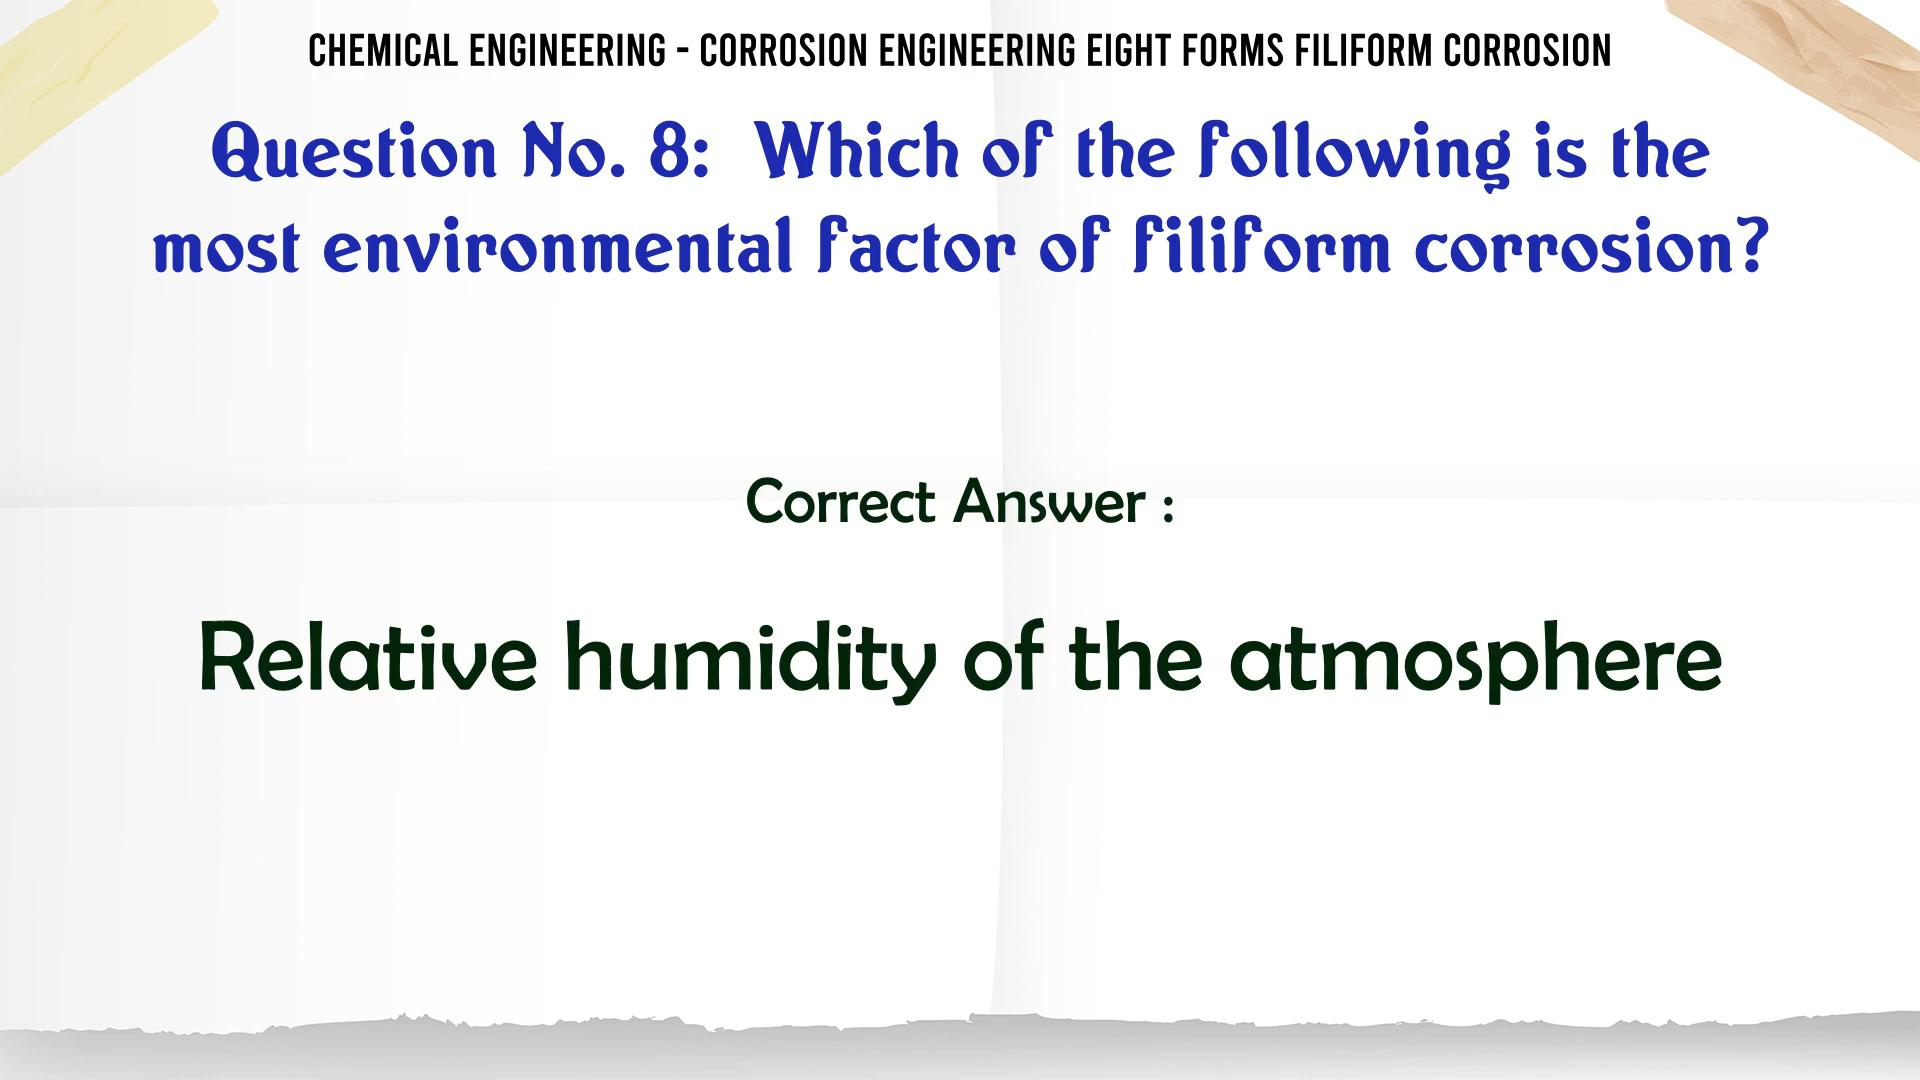 CHEMICAL ENGINEERING - CORROSION ENGINEERING EIGHT FORMS FILIFORM CORROSION
Question No. 8: Which of the following is the
most environmental factor of filiform corrosion?
Correct Answer :
Relative humidity of the atmosphere